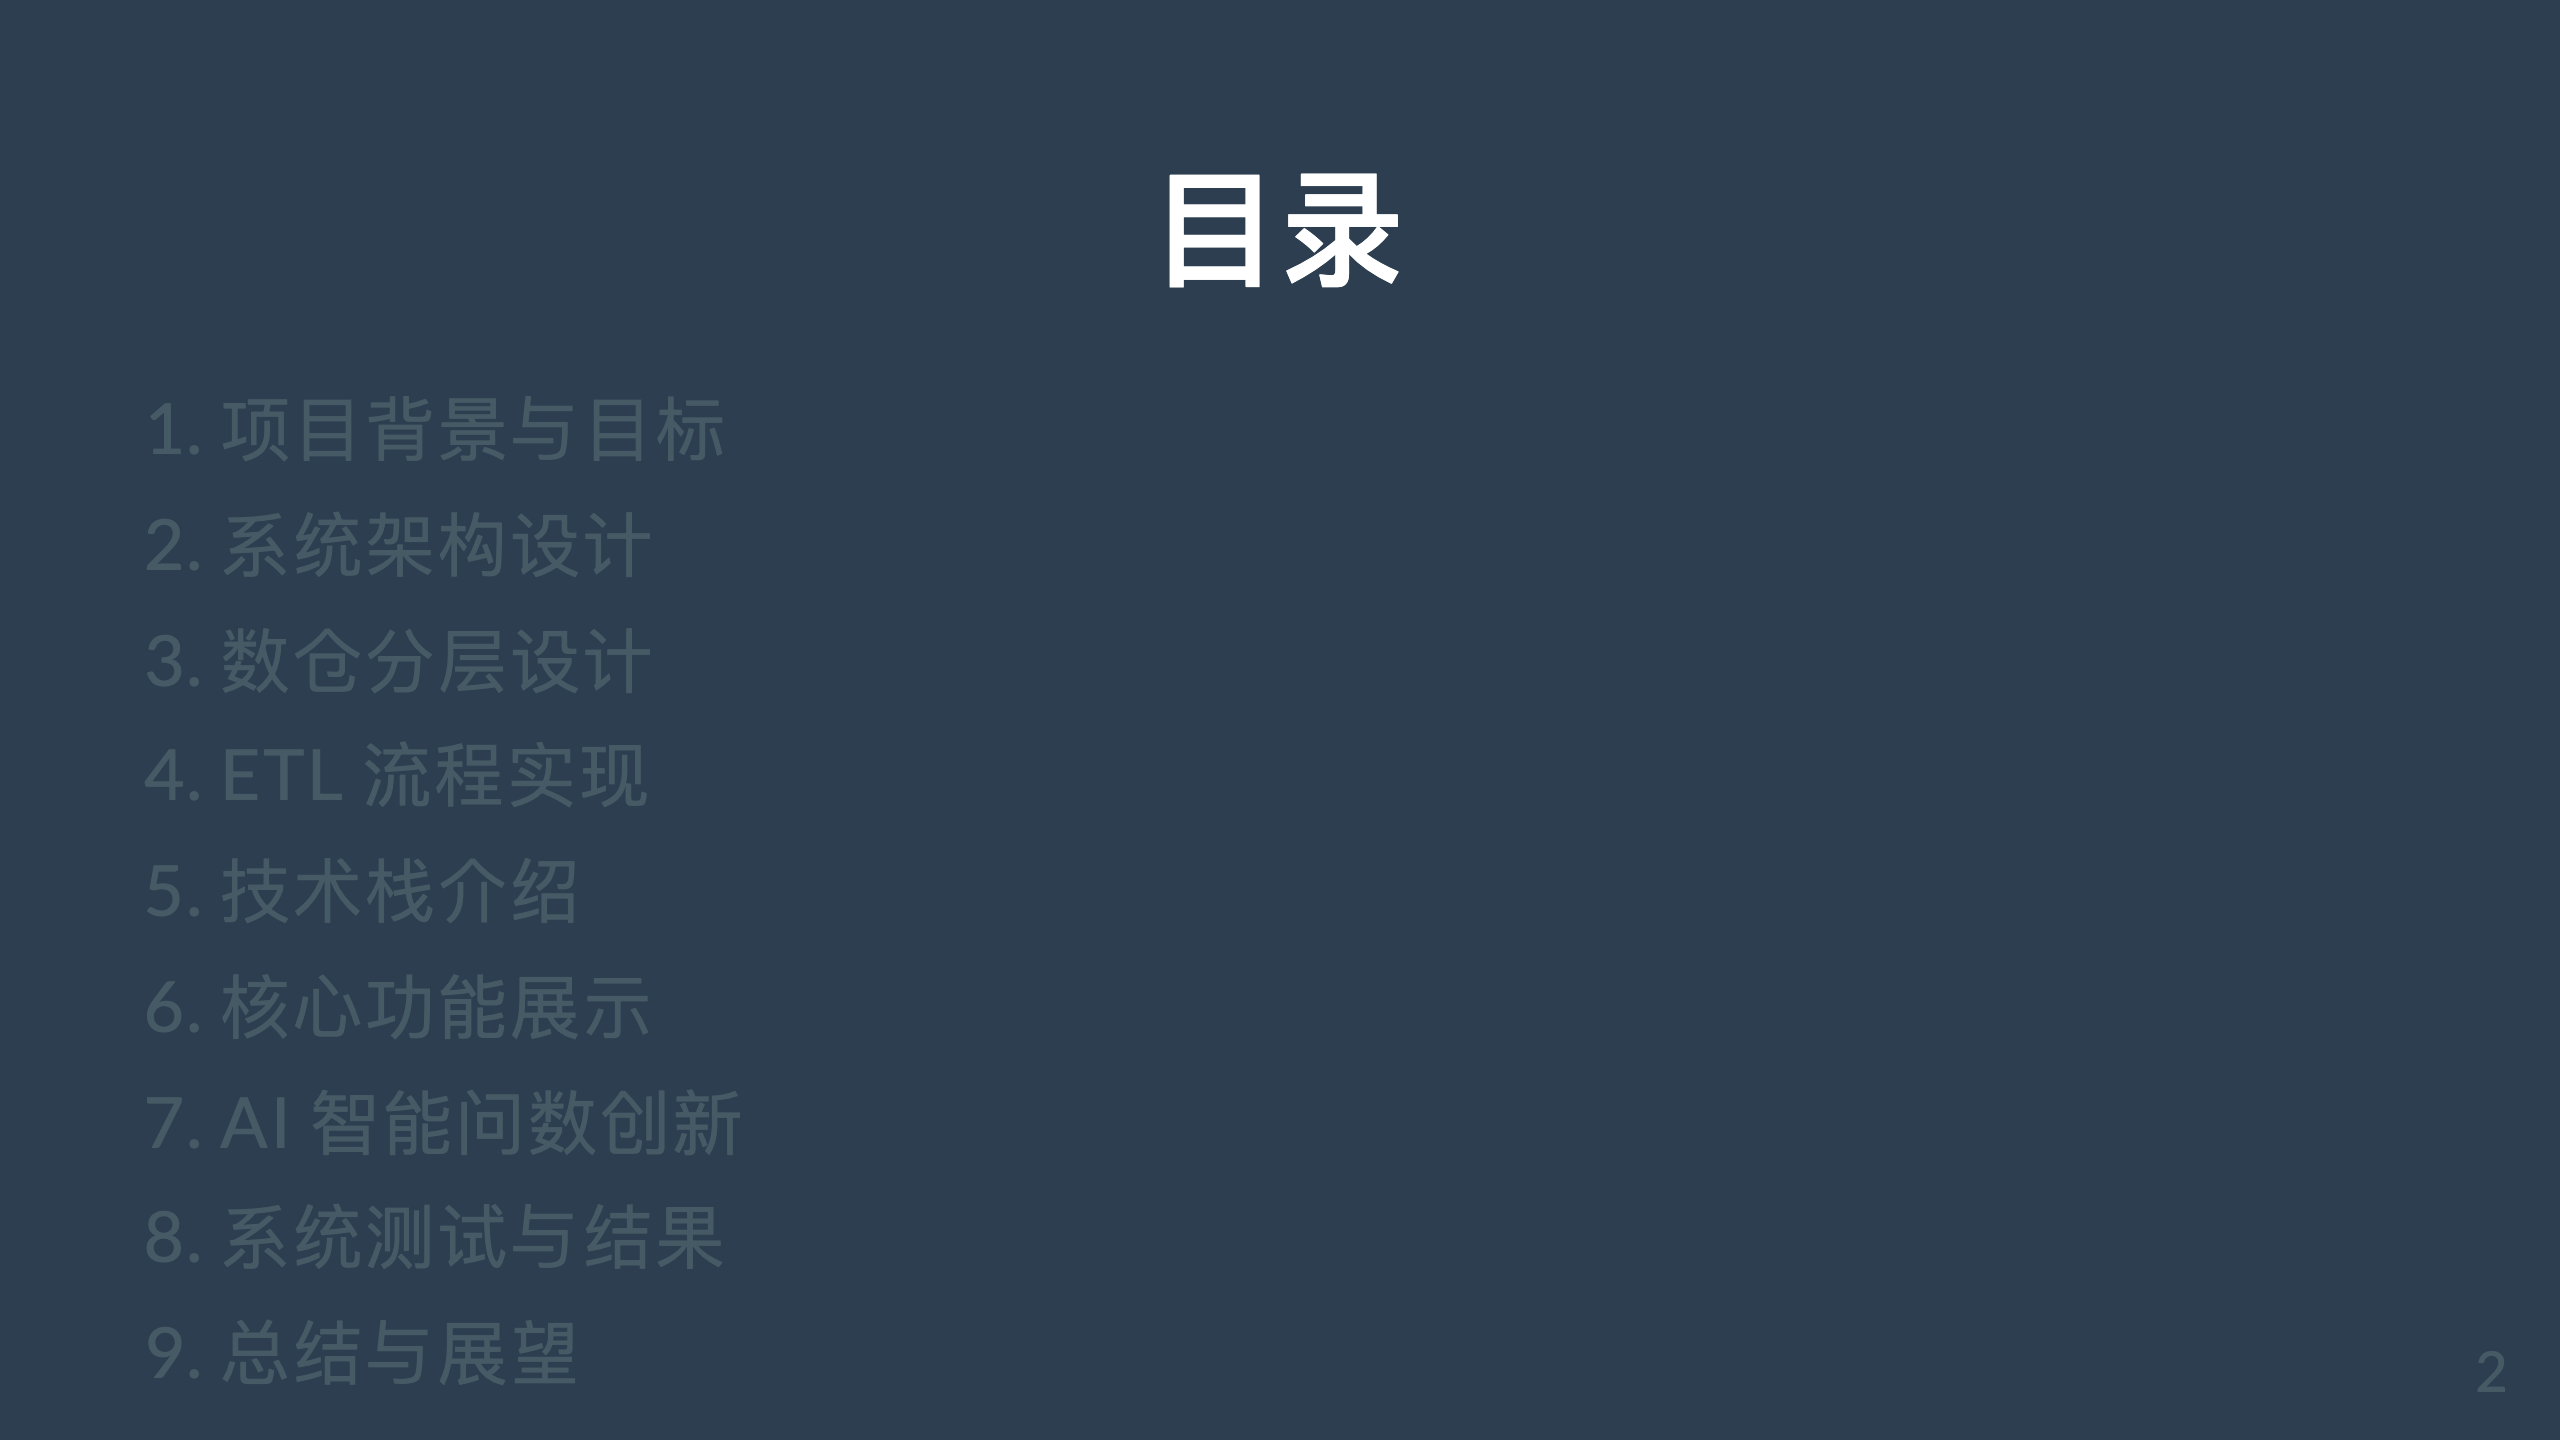 目录
1. 项目背景与目标
2. 系统架构设计
3. 数仓分层设计
4. ETL 流程实现
5. 技术栈介绍
6. 核心功能展示
7. AI 智能问数创新
8. 系统测试与结果
9. 总结与展望
2